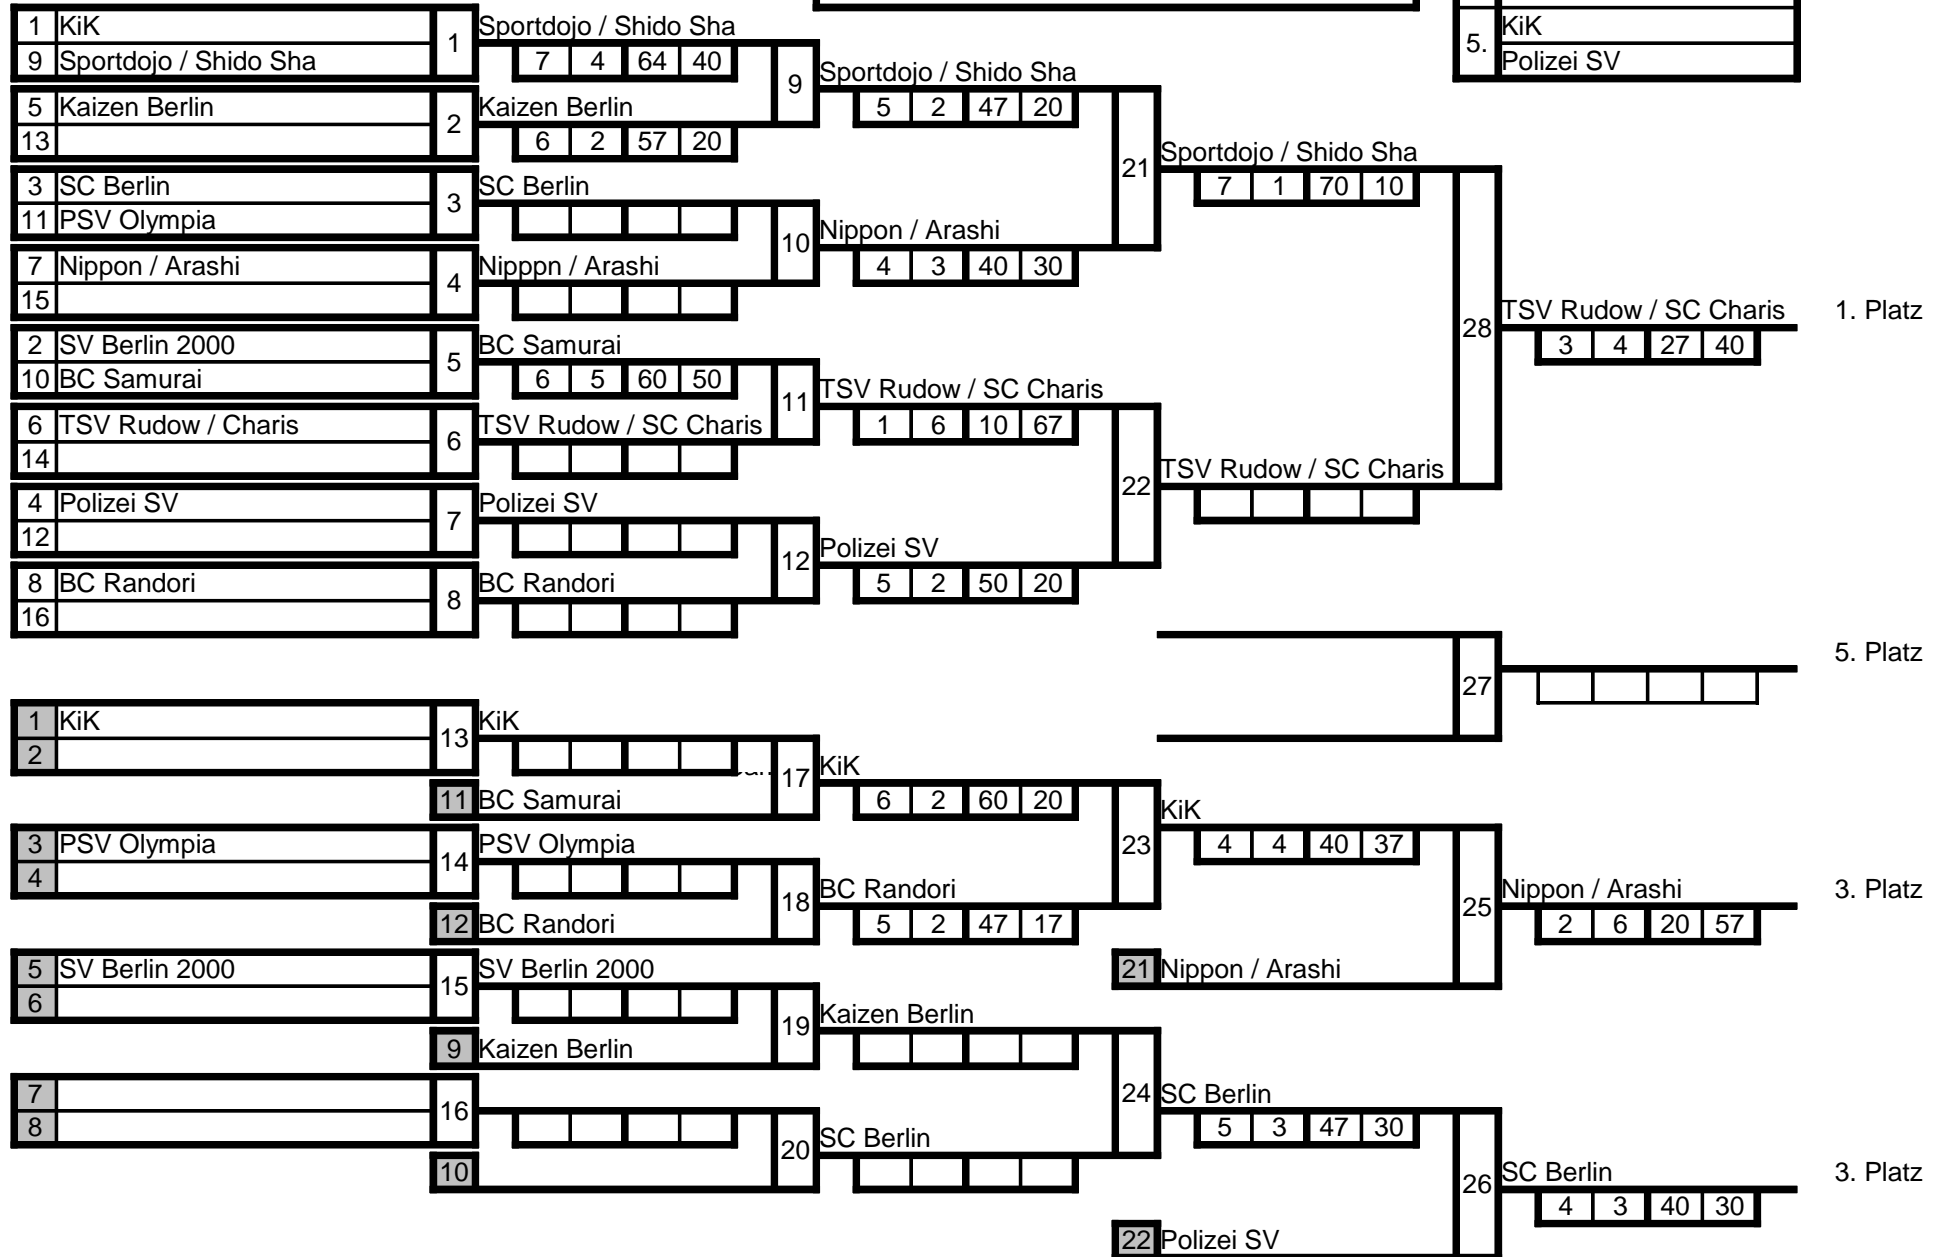 1 KiK
9 Sportdojo / Shido Sha
1
Sportdojo / Shido Sha
7 4 64 40
5 Kaizen Berlin
13
2
Kaizen Berlin
6 2 57 20
9
Sportdojo / Shido Sha
5 2 47 20
5.
KiK
Polizei SV
3 SC Berlin
11 PSV Olympia
3
SC Berlin
7 Nippon / Arashi
15
4
Nipppn / Arashi
10
Nippon / Arashi
4 3 40 30
21
Sportdojo / Shido Sha
7 1 70 10
2 SV Berlin 2000
10 BC Samurai
5
BC Samurai
6 5 60 50
6 TSV Rudow / Charis
14
6
TSV Rudow / SC Charis
11
TSV Rudow / SC Charis
1 6 10 67
4 Polizei SV
12
7
Polizei SV
8 BC Randori
16
8
BC Randori
12
Polizei SV
5 2 50 20
22
TSV Rudow / SC Charis
28
TSV Rudow / SC Charis
3 4 27 40
1. Platz
27
5. Platz
1 KiK
2
13
KiK
11 BC Samurai
17
KiK
6 2 60 20
3 PSV Olympia
4
14
PSV Olympia
12 BC Randori
18
BC Randori
5 2 47 17
23
KiK
4 4 40 37
21 Nippon / Arashi
25
Nippon / Arashi
2 6 20 57
3. Platz
5 SV Berlin 2000
6
15
SV Berlin 2000
9 Kaizen Berlin
19
Kaizen Berlin
7
8
16
10
20
SC Berlin
24
SC Berlin
5 3 47 30
22 Polizei SV
26
SC Berlin
4 3 40 30
3. Platz